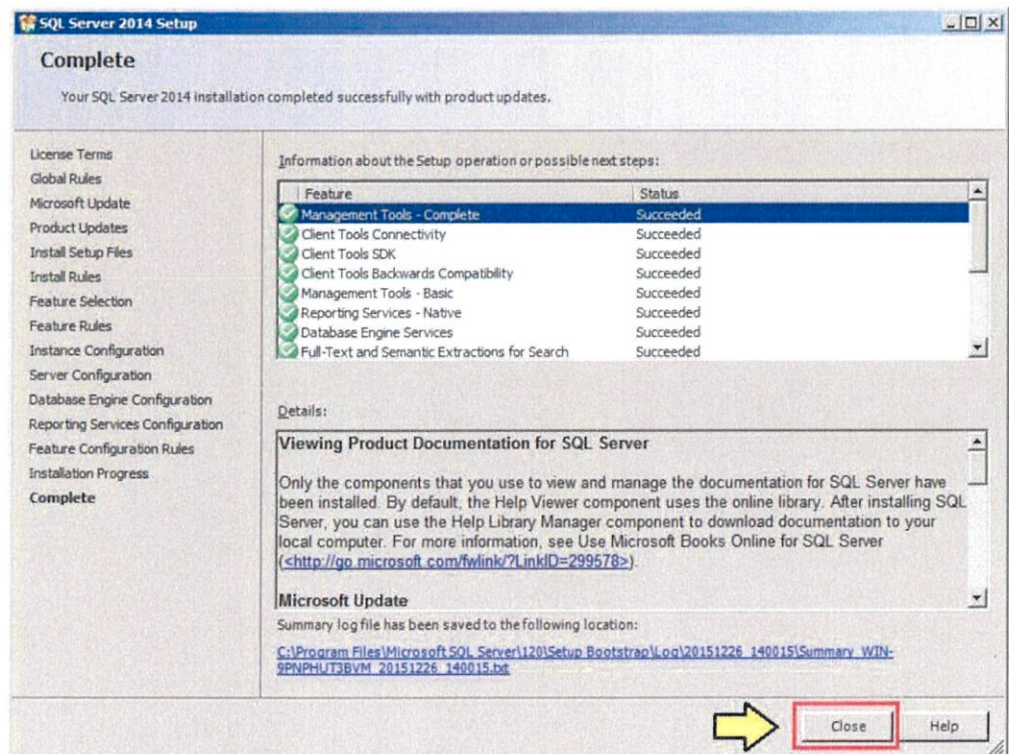 SQL Server 2014 Setup
Complete
Your SQL Server 2014 installation completed successfully with product updates.
License Terms
Global Rules
Microsoft Update
Product Updates
Install Setup Files
Install Rules
Feature Selection
Feature Rules
Instance Configuration
Server Configuration
Database Engine Configuration
Reporting Services Configuration
Feature Configuration Rules
Installation Progress
Complete
Information about the Setup operation or possible next steps:
Feature Status
Management Tools - Complete Succeeded
Client Tools Connectivity Succeeded
Client Tools SDK Succeeded
Client Tools Backwards Compatibility Succeeded
Management Tools - Basic Succeeded
Reporting Services - Native Succeeded
Database Engine Services Succeeded
Full-Text and Semantic Extractions for Search Succeeded
Details:
Viewing Product Documentation for SQL Server
Only the components that you use to view and manage the documentation for SQL Server have
been installed. By default, the Help Viewer component uses the online library. After installing SQL
Server, you can use the Help Library Manager component to download documentation to your
local computer. For more information, see Use Microsoft Books Online for SQL Server
(<http://go.microsoft.com/fwlink/?LinkID=299578>).
Microsoft Update
Summary log file has been saved to the following location:
C:\Program Files\Microsoft SQL Server\120\Setup Bootstrap\Log\20151226_140015\Summary_WIN-
9PNPHUT3BVM_20151226_140015.txt
Close Help